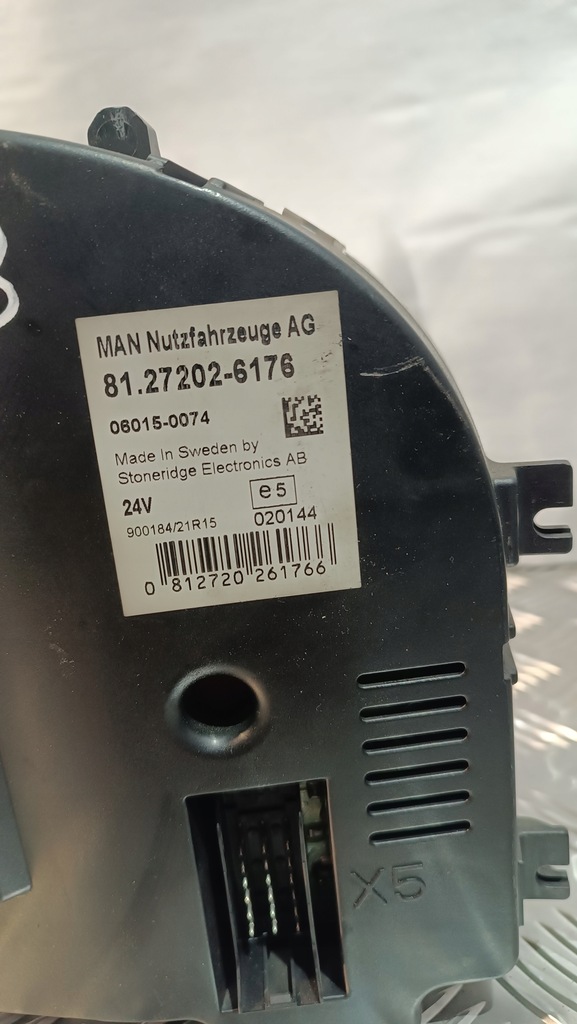 MAN Nutzfahrzeuge AG
81.27202-6176
06015-0074
Made In Sweden by
Stoneridge Electronics AB
24V
e5
900184/21R15
020144
0 812720 261766
X5